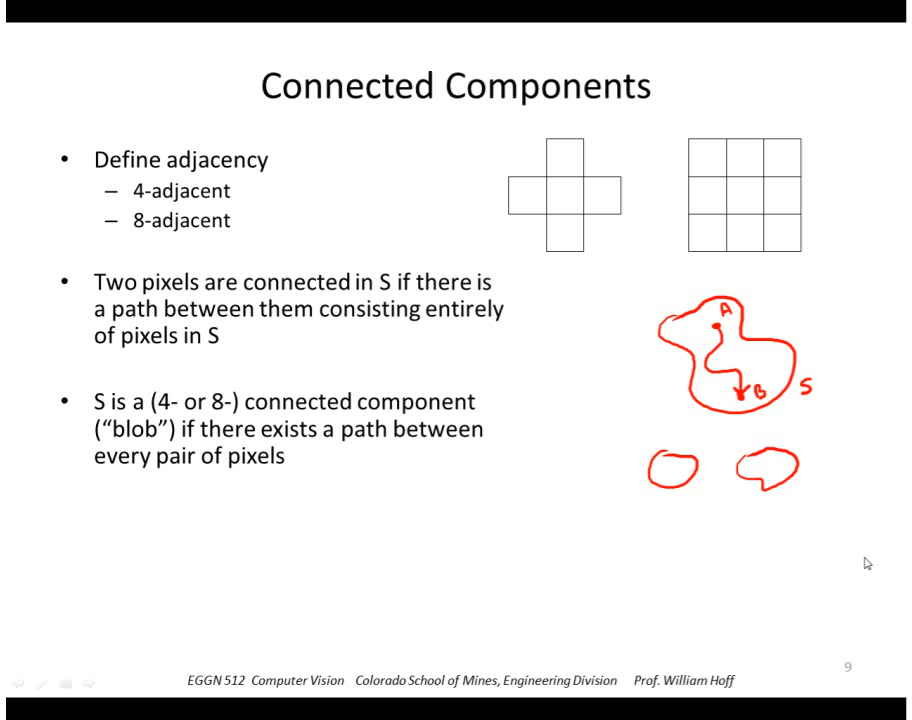 Connected Components
• Define adjacency
– 4-adjacent
– 8-adjacent
• Two pixels are connected in S if there is
a path between them consisting entirely
of pixels in S
• S is a (4- or 8-) connected component
(“blob”) if there exists a path between
every pair of pixels
A
B
S
9
EGGN 512 Computer Vision Colorado School of Mines, Engineering Division Prof. William Hoff